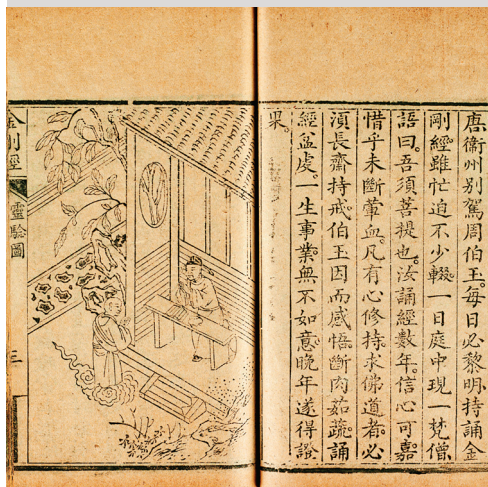 唐衢州別駕周伯玉。每日必黎明持誦金
剛經。雖忙迫不少輟。一日庭中現一梵僧。
語曰。吾須菩提也。汝誦經數年。信心可嘉。
惜乎未斷葷血。凡有心修持。求佛道者。必
須長齋持戒。伯玉因而感悟。斷肉茹蔬。誦
經益虔。一生事業。無不如意。晚年遂得證
果。
金剛經
靈驗圖
三